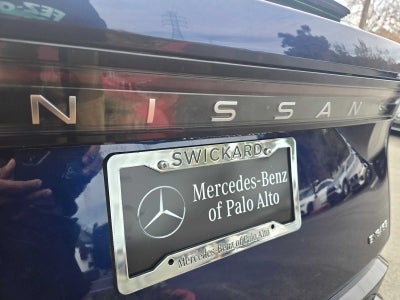 NISSAN
SWICKARD
Mercedes-Benz
of Palo Alto
Mercedes-Benz of Palo Alto